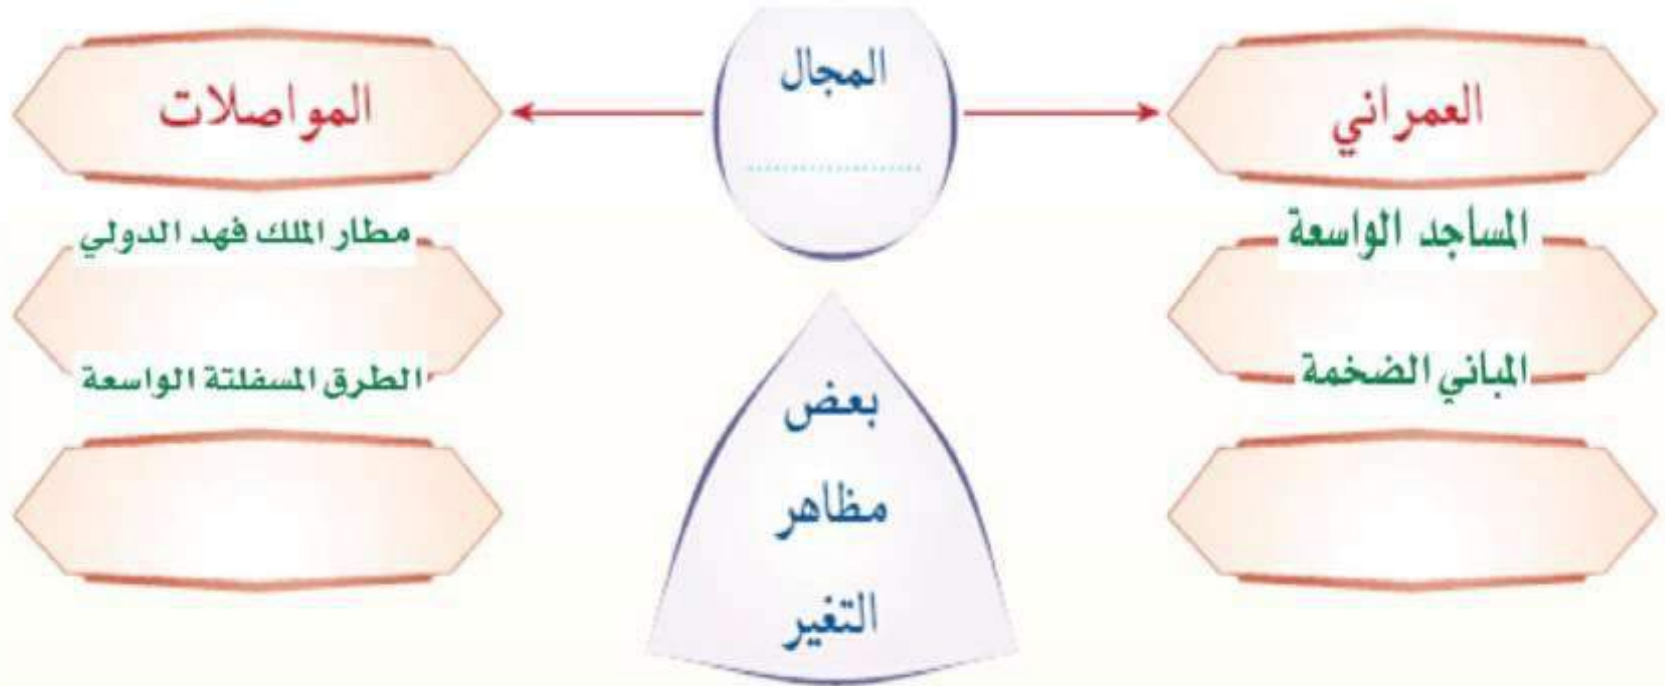 العمراني
المجال
......................
المواصلات
المساجد الواسعة
مطار الملك فهد الدولي
المباني الضخمة
الطرق المسفلتة الواسعة
بعض
مظاهر
التغير